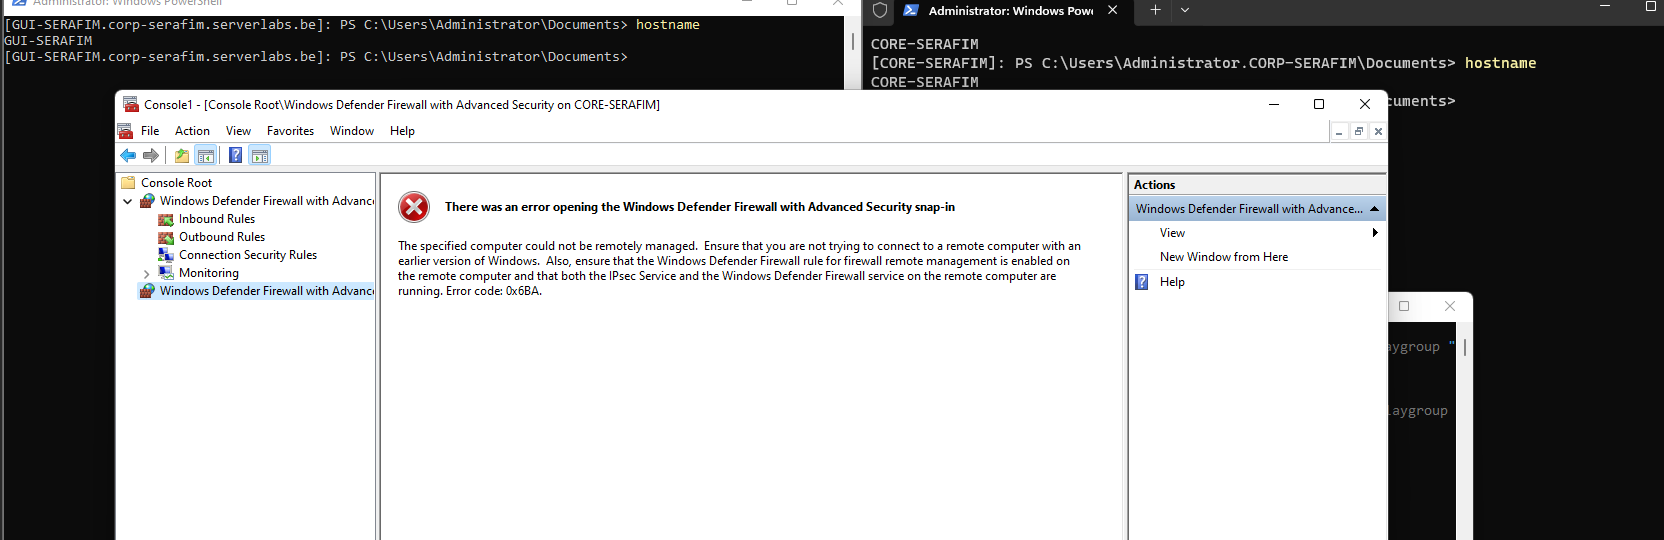 Administrator: Windows PowerShell
[GUI-SERAFIM.corp-serafim.serverlabs.be]: PS C:\Users\Administrator\Documents> hostname
GUI-SERAFIM
[GUI-SERAFIM.corp-serafim.serverlabs.be]: PS C:\Users\Administrator\Documents>
Administrator: Windows Powe
CORE-SERAFIM
[CORE-SERAFIM]: PS C:\Users\Administrator.CORP-SERAFIM\Documents> hostname
CORE-SERAFIM
cuments>
Console1 - [Console Root\Windows Defender Firewall with Advanced Security on CORE-SERAFIM]
File Action View Favorites Window Help
Console Root
Windows Defender Firewall with Advanc
Inbound Rules
Outbound Rules
Connection Security Rules
Monitoring
Windows Defender Firewall with Advanc
There was an error opening the Windows Defender Firewall with Advanced Security snap-in
The specified computer could not be remotely managed. Ensure that you are not trying to connect to a remote computer with an
earlier version of Windows. Also, ensure that the Windows Defender Firewall rule for firewall remote management is enabled on
the remote computer and that both the IPsec Service and the Windows Defender Firewall service on the remote computer are
running. Error code: 0x6BA.
Actions
Windows Defender Firewall with Advance...
View
New Window from Here
Help
aygroup "
laygroup